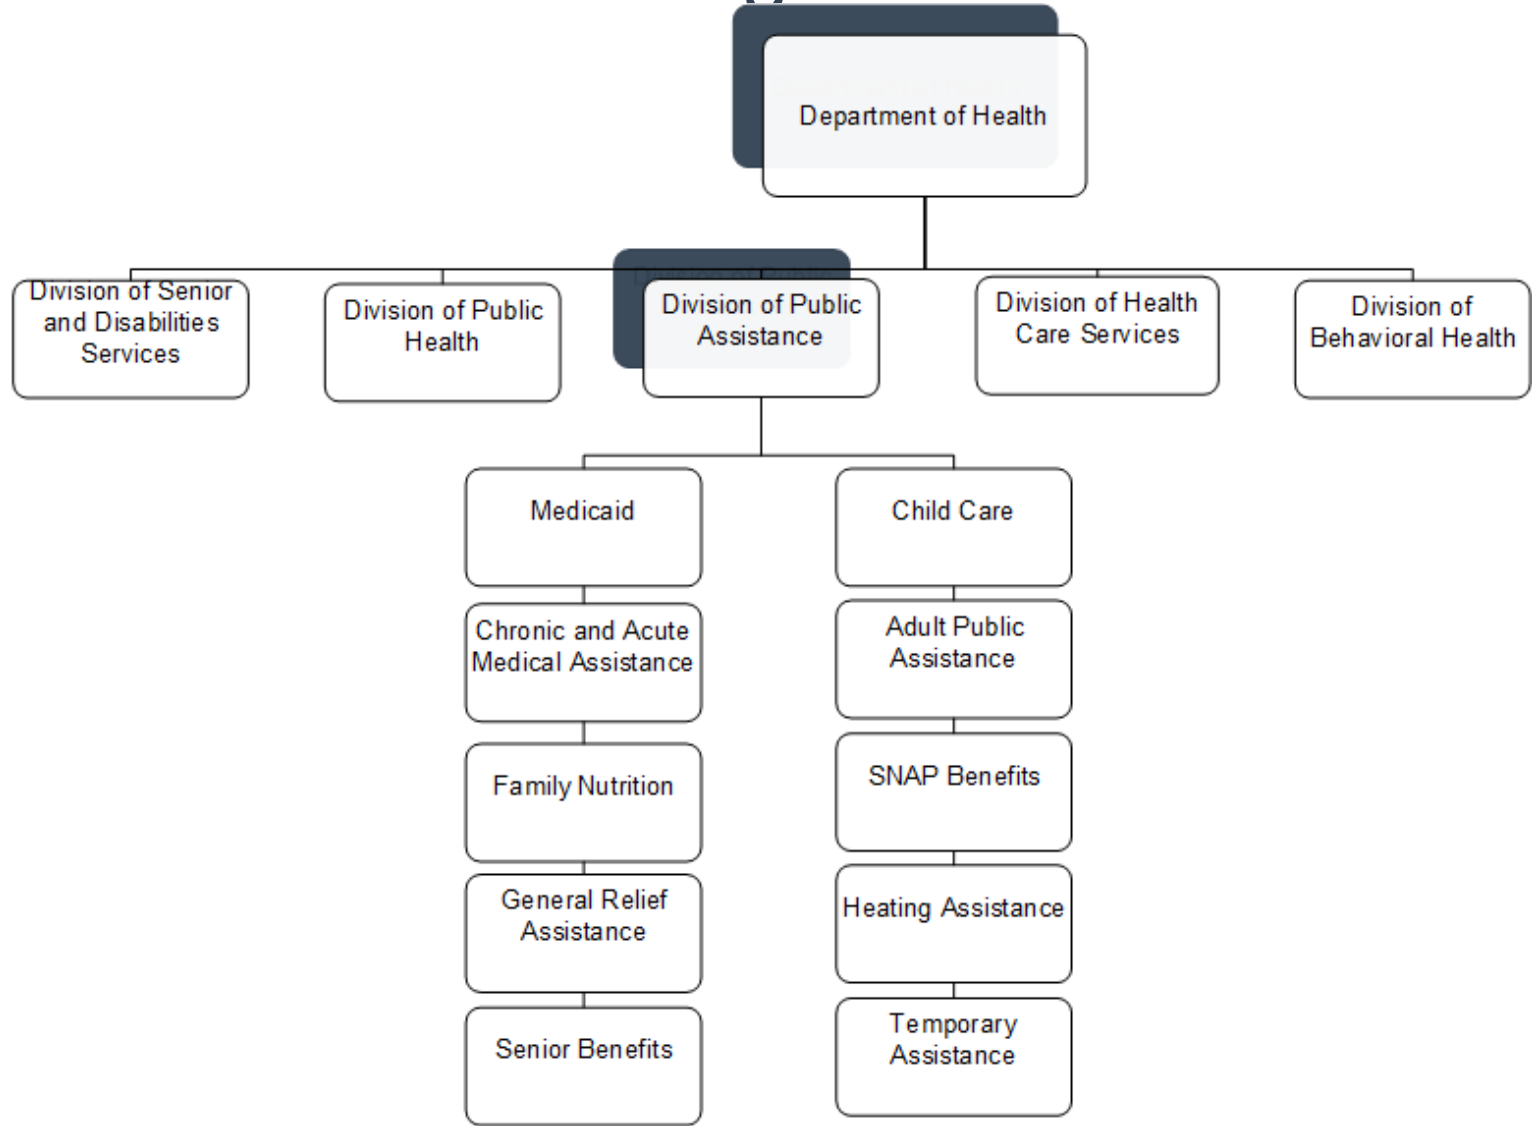 Department of Health
Division of Senior
and Disabilities
Services
Division of Public
Health
Division of Public
Assistance
Division of Health
Care Services
Division of
Behavioral Health
Medicaid
Child Care
Chronic and Acute
Medical Assistance
Adult Public
Assistance
Family Nutrition
SNAP Benefits
General Relief
Assistance
Heating Assistance
Senior Benefits
Temporary
Assistance